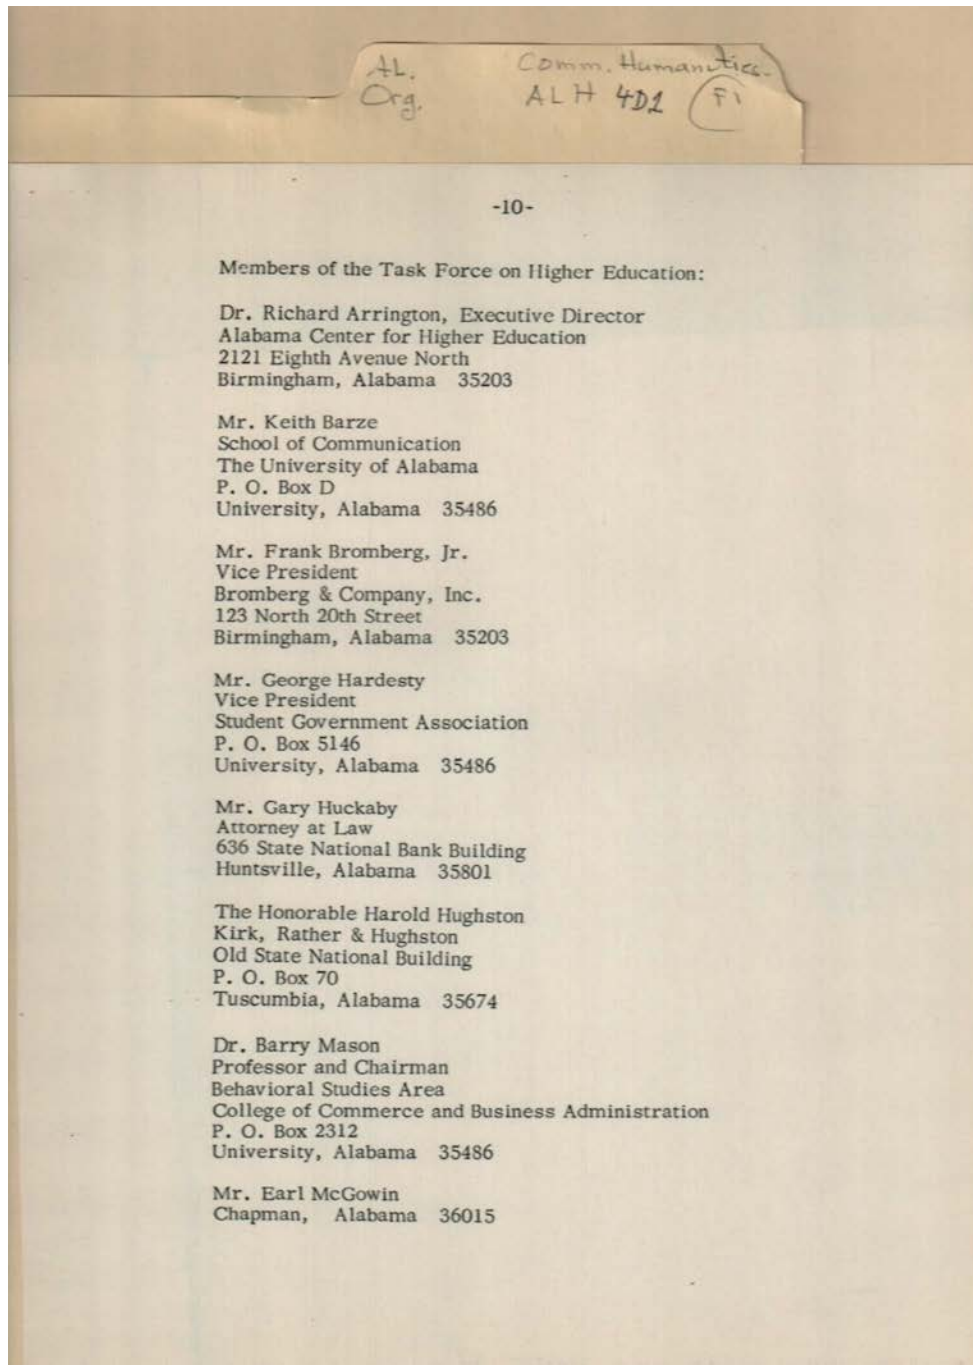 AL. Comm. Humanities.
Org. ALH 4D1 F1
-10-
Members of the Task Force on Higher Education:
Dr. Richard Arrington, Executive Director
Alabama Center for Higher Education
2121 Eighth Avenue North
Birmingham, Alabama 35203
Mr. Keith Barze
School of Communication
The University of Alabama
P. O. Box D
University, Alabama 35486
Mr. Frank Bromberg, Jr.
Vice President
Bromberg & Company, Inc.
123 North 20th Street
Birmingham, Alabama 35203
Mr. George Hardesty
Vice President
Student Government Association
P. O. Box 5146
University, Alabama 35486
Mr. Gary Huckaby
Attorney at Law
636 State National Bank Building
Huntsville, Alabama 35801
The Honorable Harold Hughston
Kirk, Rather & Hughston
Old State National Building
P. O. Box 70
Tuscumbia, Alabama 35674
Dr. Barry Mason
Professor and Chairman
Behavioral Studies Area
College of Commerce and Business Administration
P. O. Box 2312
University, Alabama 35486
Mr. Earl McGowin
Chapman, Alabama 36015